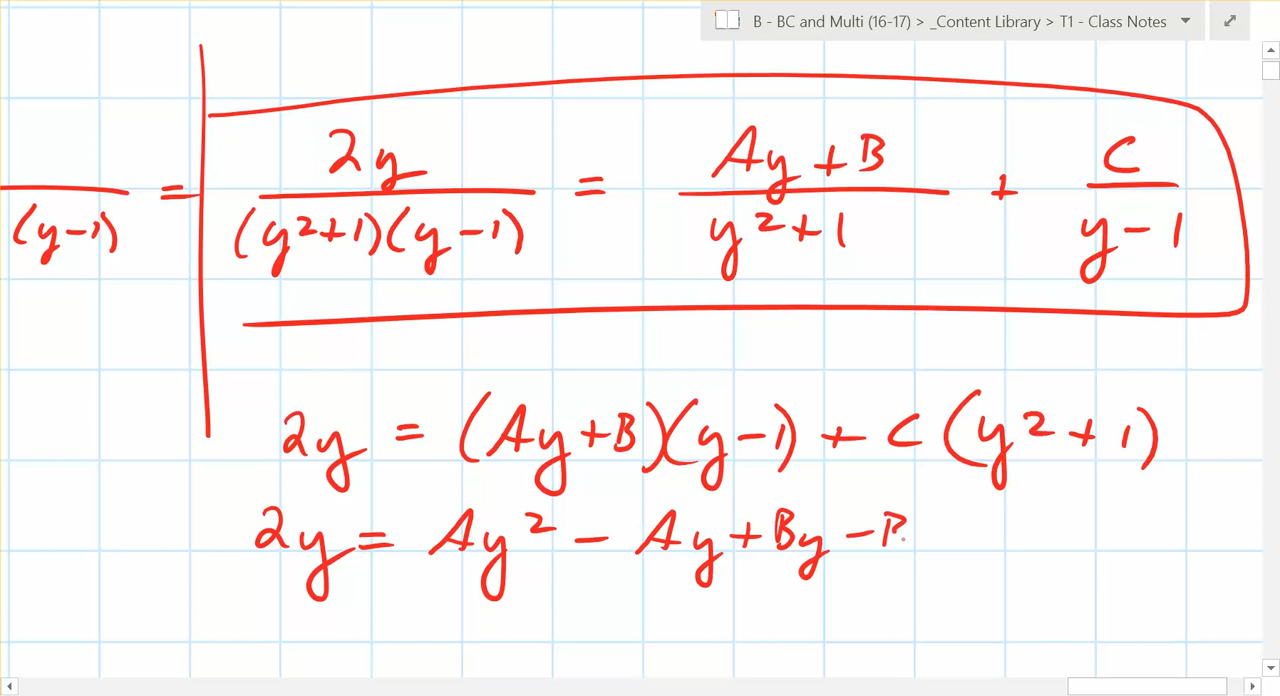 B - BC and Multi (16-17) > _Content Library > T1 - Class Notes
(y-1) = 2y / (y²+1)(y-1) = Ay+B / y²+1 + C / y-1
2y = (Ay+B)(y-1) + C(y²+1)
2y = Ay² - Ay + By - B